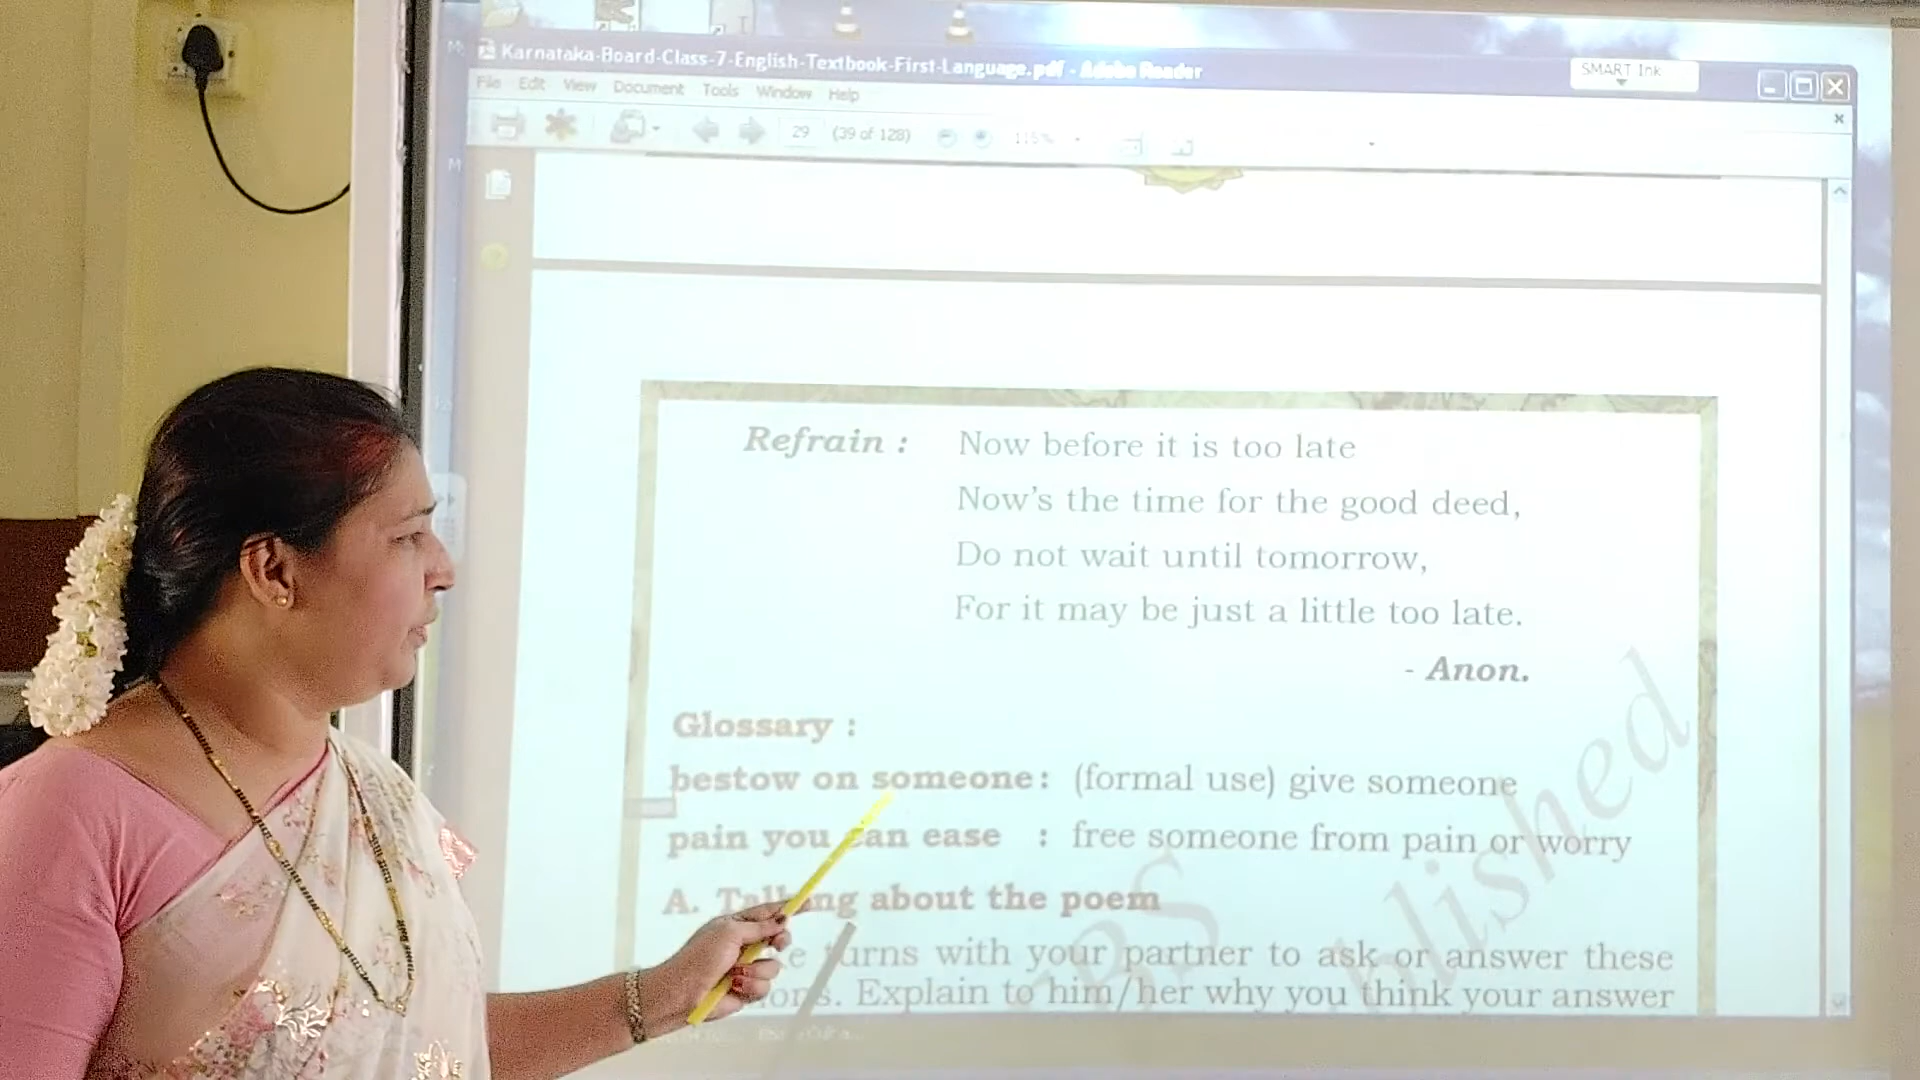 Karnataka-Board-Class-7-English-Textbook-First-Language.pdf - Adobe Reader
SMART Ink
File Edit View Document Tools Window Help
29 (39 of 128) 115%
Refrain : Now before it is too late
Now's the time for the good deed,
Do not wait until tomorrow,
For it may be just a little too late.
- Anon.
Glossary :
bestow on someone: (formal use) give someone
pain you can ease : free someone from pain or worry
A. Talking about the poem
turns with your partner to ask or answer these
Explain to him/her why you think your answer
BS
blished